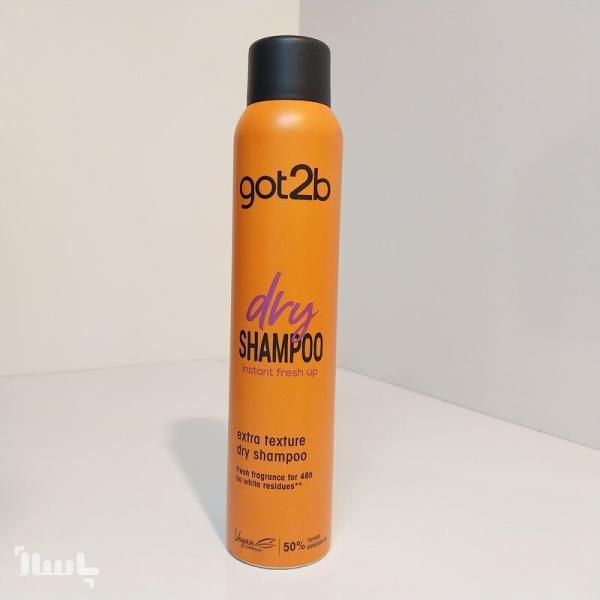 got2b
dry
SHAMPOO
instant fresh up
extra texture
dry shampoo
fresh fragrance for 48h
no white residues**
Vegan
50%
پاساژ